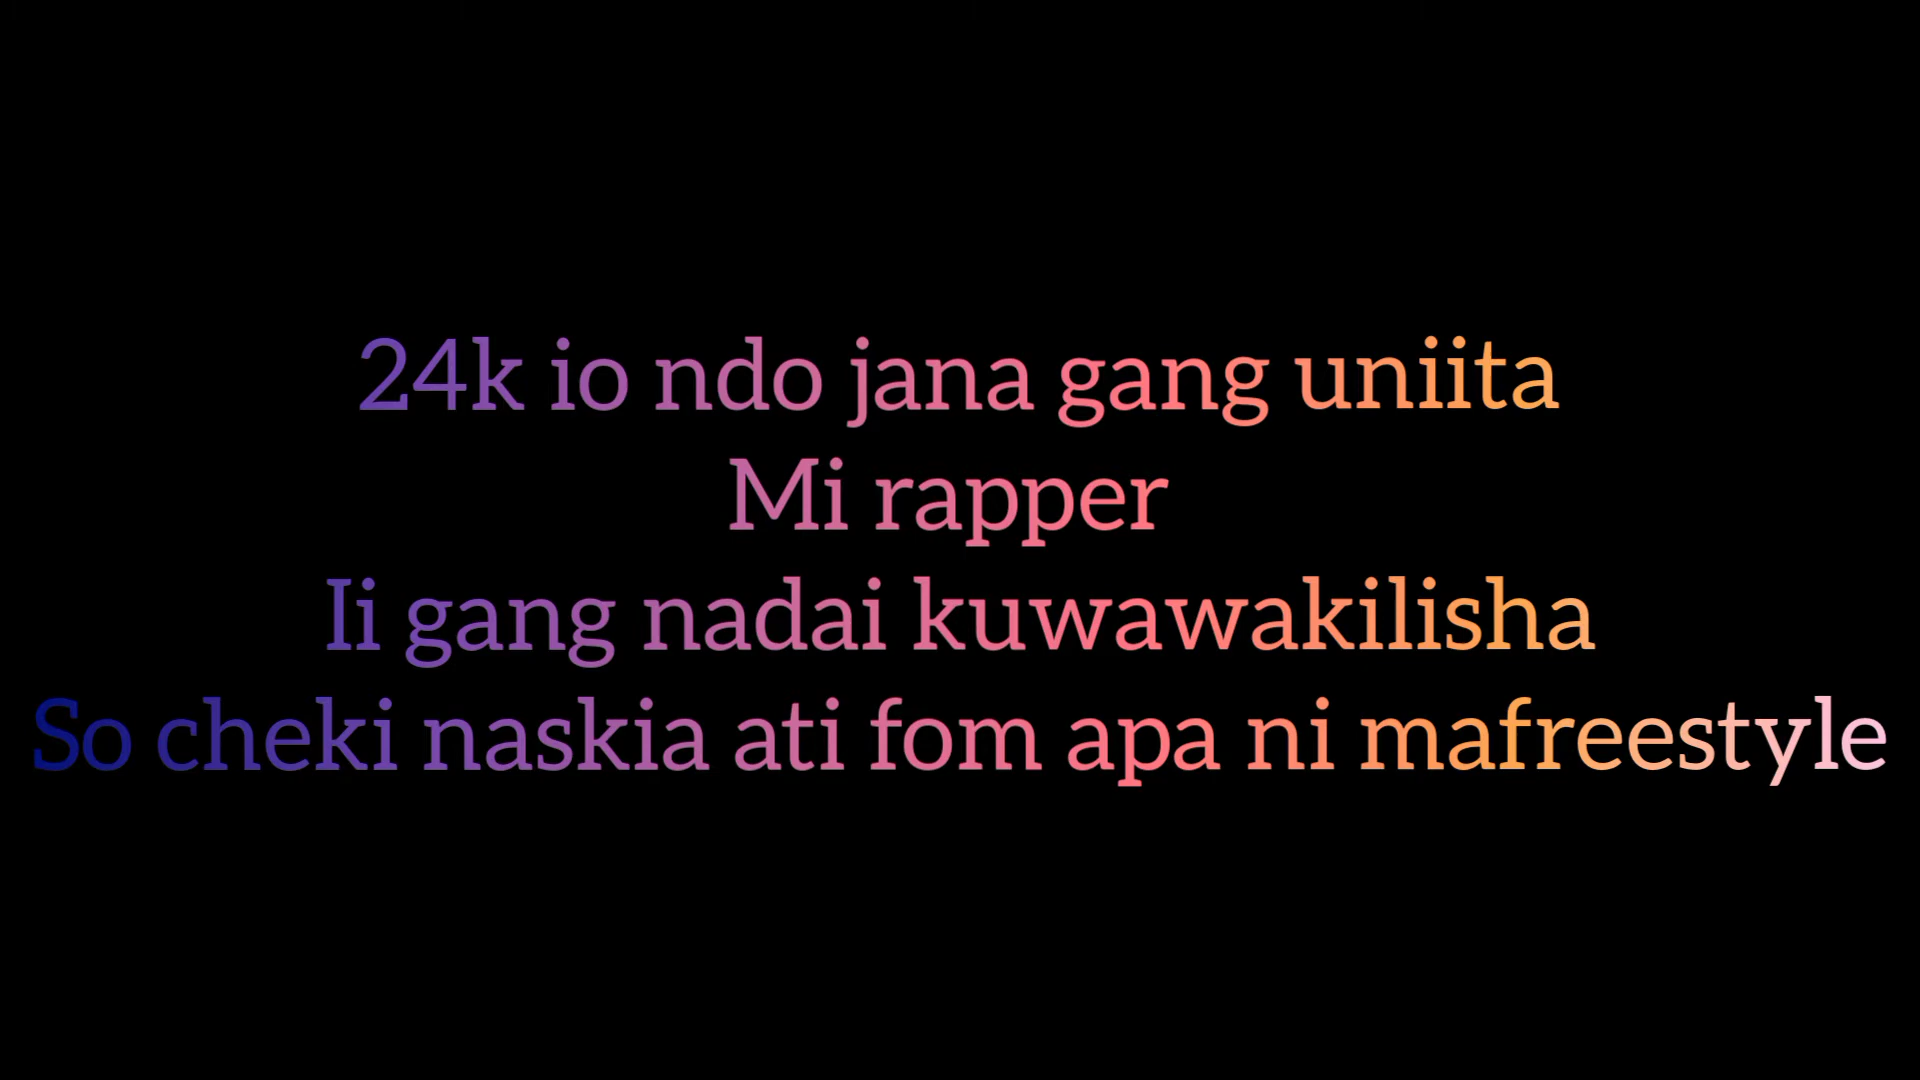 24k io ndo jana gang uniita
Mi rapper
Ii gang nadai kuwawakilisha
So cheki naskia ati fom apa ni mafreestyle